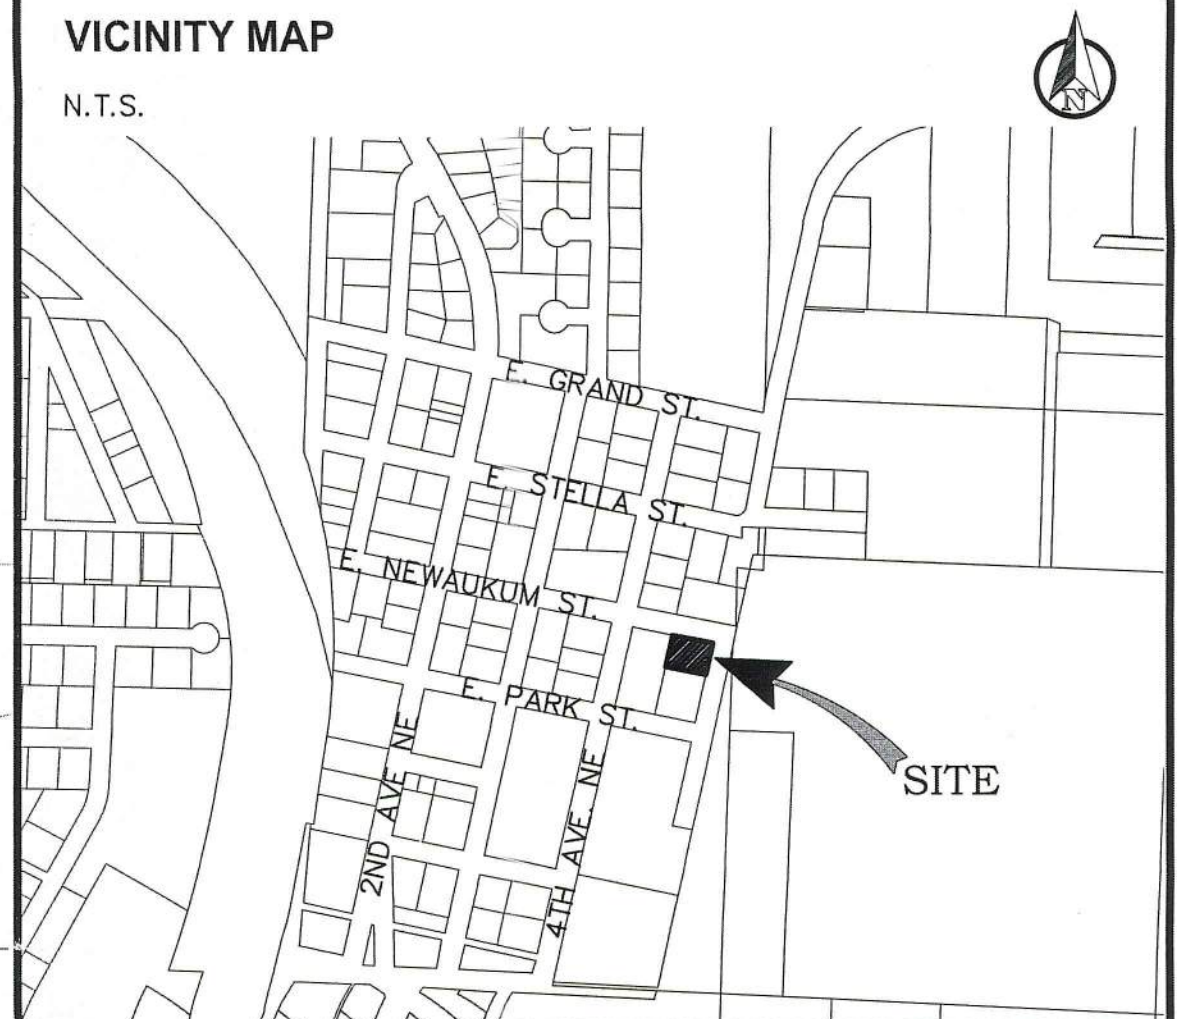 VICINITY MAP
N.T.S.
N
E. GRAND ST.
E. STELLA ST.
E. NEWAUKUM ST.
E. PARK ST.
2ND AVE NE
4TH AVE. NE
SITE